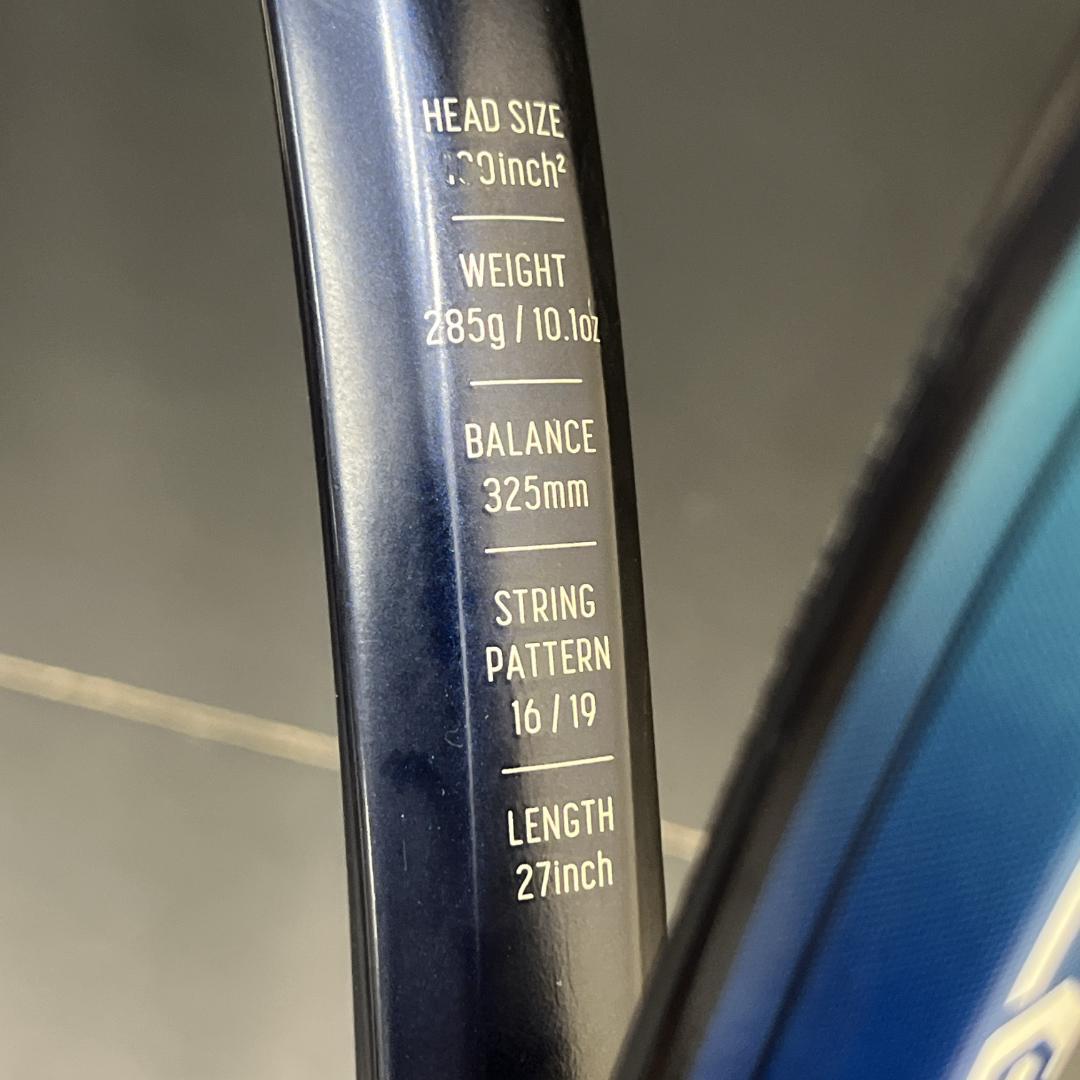 HEAD SIZE
WEIGHT
285g / 10.1oz
BALANCE
325mm
STRING
PATTERN
16 / 19
LENGTH
27inch